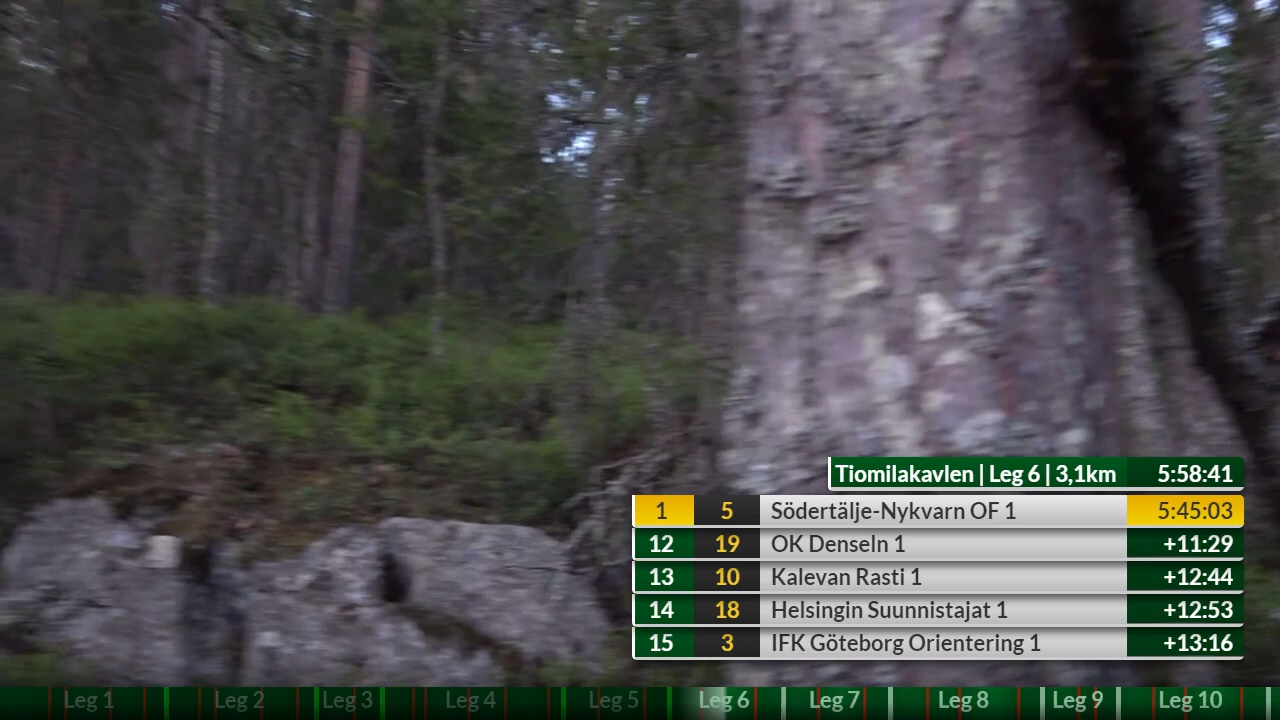 Tiomilakavlen | Leg 6 | 3,1km 5:58:41
1 5 Södertälje-Nykvarn OF 1 5:45:03
12 19 OK Denseln 1 +11:29
13 10 Kalevan Rasti 1 +12:44
14 18 Helsingin Suunnistajat 1 +12:53
15 3 IFK Göteborg Orientering 1 +13:16
Leg 1 Leg 2 Leg 3 Leg 4 Leg 5 Leg 6 Leg 7 Leg 8 Leg 9 Leg 10